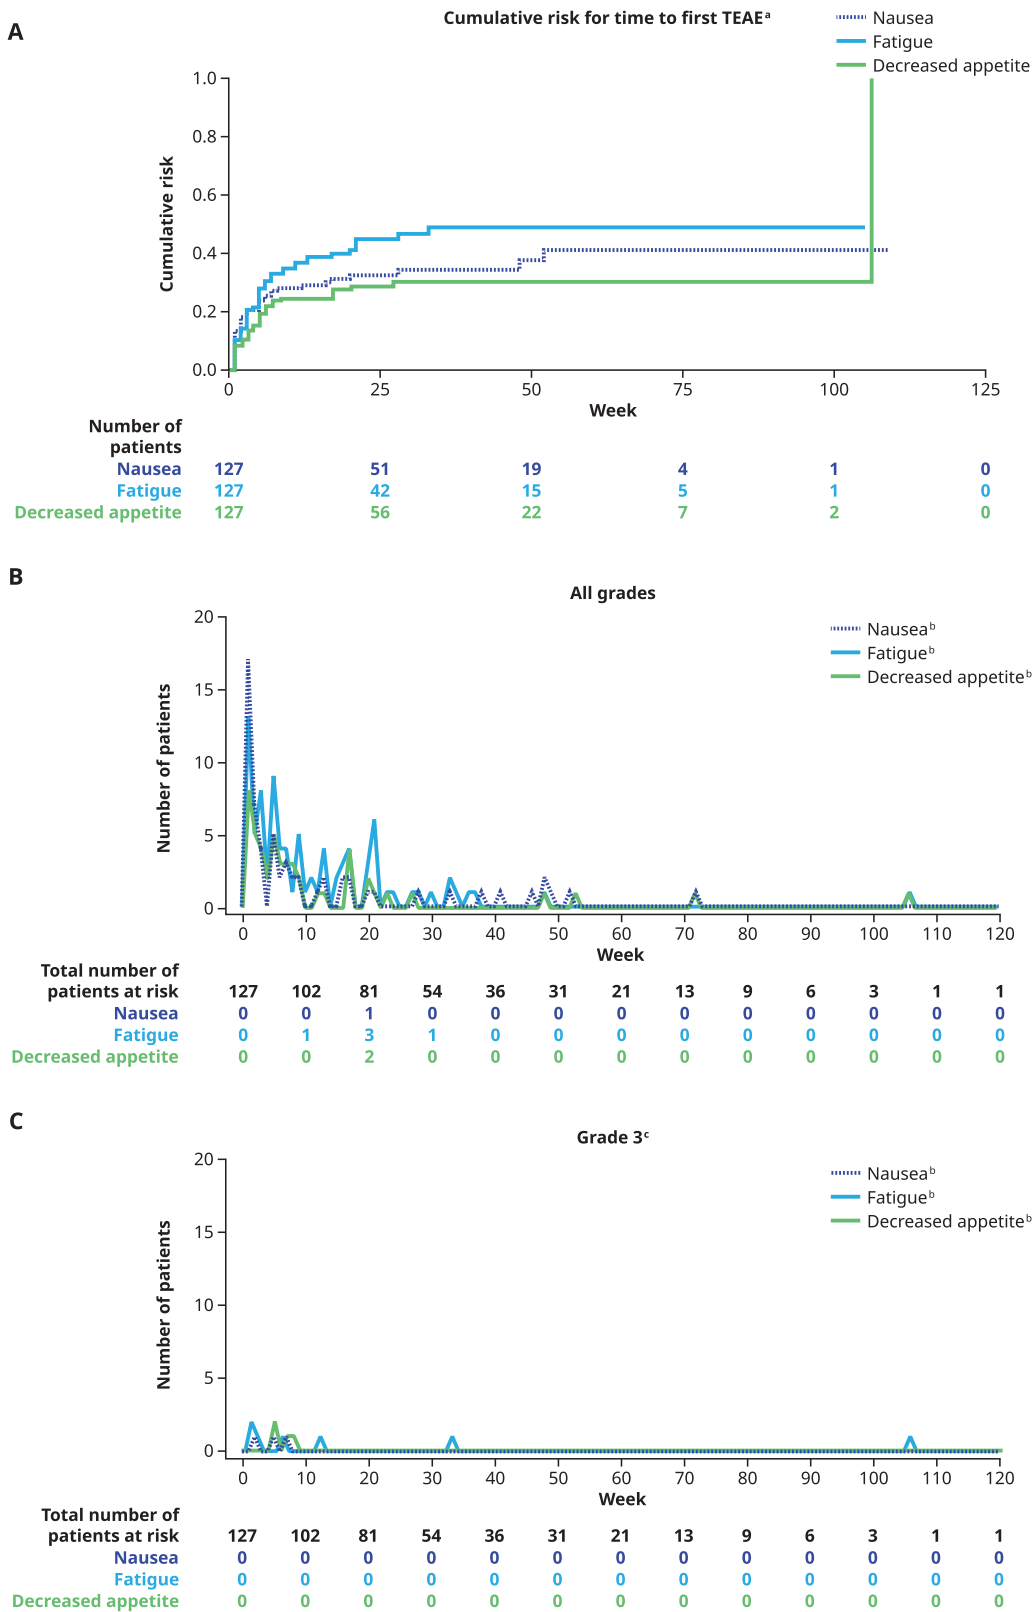 A
Cumulative risk for time to first TEAEᵃ
Nausea
Fatigue
Decreased appetite
Cumulative risk
1.0
0.8
0.6
0.4
0.2
0.0
0 25 50 75 100 125
Week
Number of
patients
Nausea 127 51 19 4 1 0
Fatigue 127 42 15 5 1 0
Decreased appetite 127 56 22 7 2 0
B
All grades
Nauseaᵇ
Fatigueᵇ
Decreased appetiteᵇ
Number of patients
20
15
10
5
0
0 10 20 30 40 50 60 70 80 90 100 110 120
Week
Total number of
patients at risk 127 102 81 54 36 31 21 13 9 6 3 1 1
Nausea 0 0 1 0 0 0 0 0 0 0 0 0 0
Fatigue 0 1 3 1 0 0 0 0 0 0 0 0 0
Decreased appetite 0 0 2 0 0 0 0 0 0 0 0 0 0
C
Grade 3ᶜ
Nauseaᵇ
Fatigueᵇ
Decreased appetiteᵇ
Number of patients
20
15
10
5
0
0 10 20 30 40 50 60 70 80 90 100 110 120
Week
Total number of
patients at risk 127 102 81 54 36 31 21 13 9 6 3 1 1
Nausea 0 0 0 0 0 0 0 0 0 0 0 0 0
Fatigue 0 0 0 0 0 0 0 0 0 0 0 0 0
Decreased appetite 0 0 0 0 0 0 0 0 0 0 0 0 0